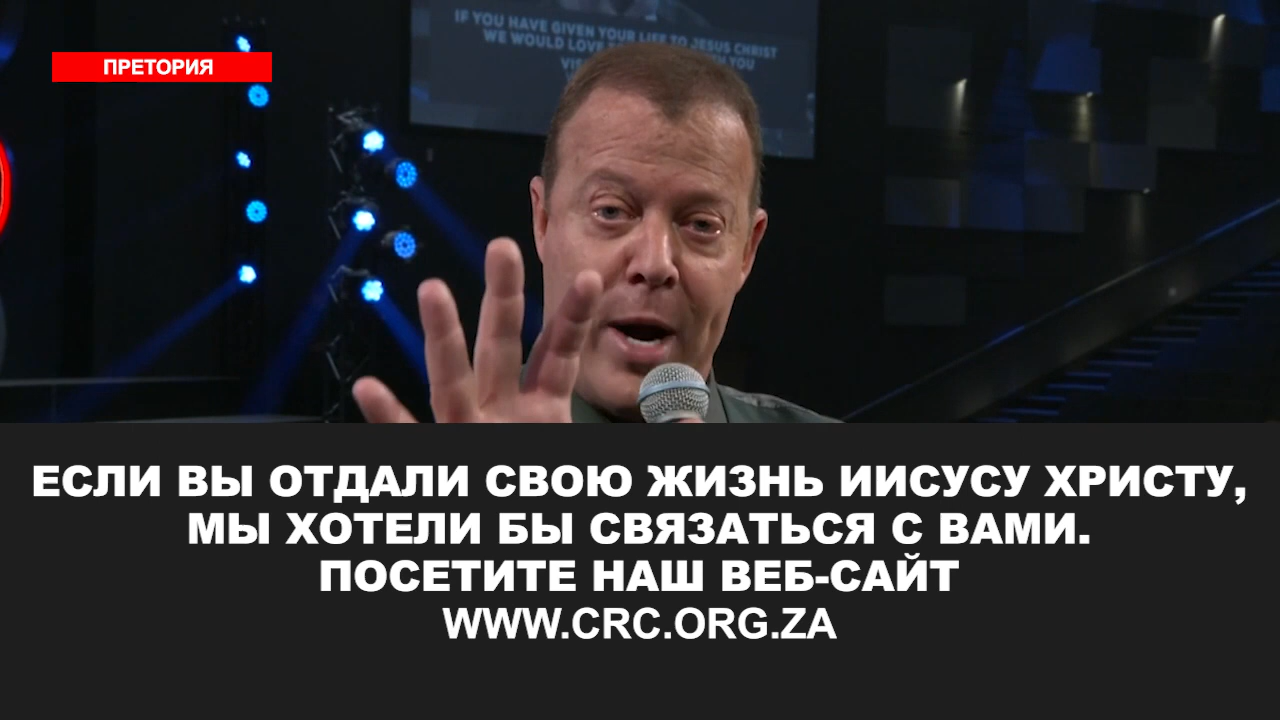 IF YOU HAVE GIVEN YOUR LIFE TO JESUS CHRIST
WE WOULD LOVE YOU
ПРЕТОРИЯ
ЕСЛИ ВЫ ОТДАЛИ СВОЮ ЖИЗНЬ ИИСУСУ ХРИСТУ,
МЫ ХОТЕЛИ БЫ СВЯЗАТЬСЯ С ВАМИ.
ПОСЕТИТЕ НАШ ВЕБ-САЙТ
WWW.CRC.ORG.ZA